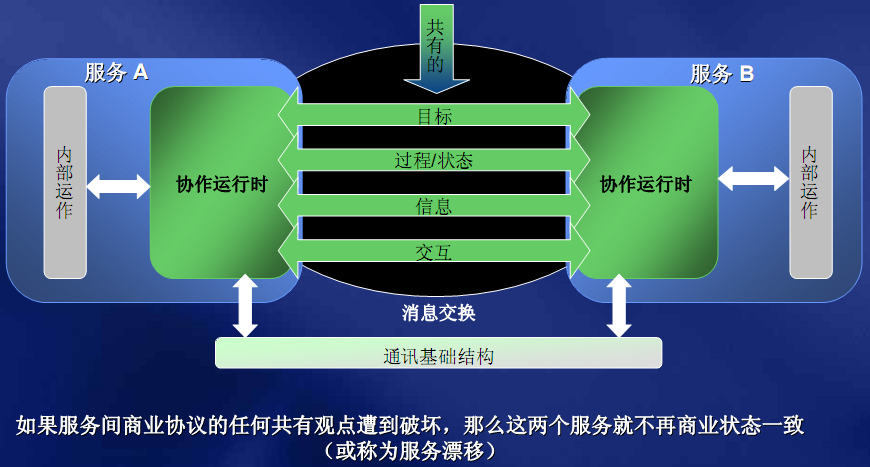 共有的
服务 A
服务 B
目标
过程/状态
信息
交互
内部运作
协作运行时
协作运行时
内部运作
消息交换
通讯基础结构
如果服务间商业协议的任何共有观点遭到破坏，那么这两个服务就不再商业状态一致
（或称为服务漂移）